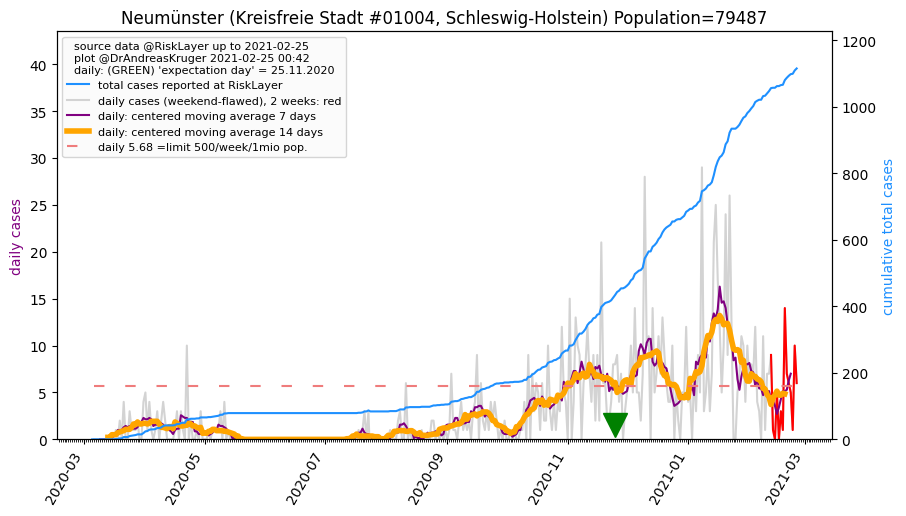 Neumünster (Kreisfreie Stadt #01004, Schleswig-Holstein) Population=79487
source data @RiskLayer up to 2021-02-25
plot @DrAndreasKruger 2021-02-25 00:42
daily: (GREEN) 'expectation day' = 25.11.2020
total cases reported at RiskLayer
daily cases (weekend-flawed), 2 weeks: red
daily: centered moving average 7 days
daily: centered moving average 14 days
daily 5.68 =limit 500/week/1mio pop.
daily cases
40
35
30
25
20
15
10
5
0
cumulative total cases
1200
1000
800
600
400
200
0
2020-03
2020-05
2020-07
2020-09
2020-11
2021-01
2021-03